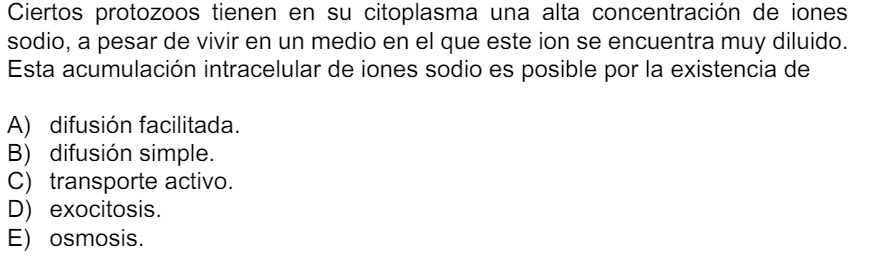 Ciertos protozoos tienen en su citoplasma una alta concentración de iones
sodio, a pesar de vivir en un medio en el que este ion se encuentra muy diluido.
Esta acumulación intracelular de iones sodio es posible por la existencia de
A) difusión facilitada.
B) difusión simple.
C) transporte activo.
D) exocitosis.
E) osmosis.